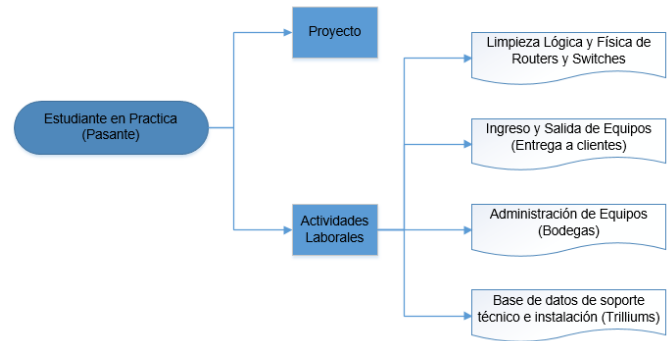 Estudiante en Practica
(Pasante)
Proyecto
Actividades
Laborales
Limpieza Lógica y Física de
Routers y Switches
Ingreso y Salida de Equipos
(Entrega a clientes)
Administración de Equipos
(Bodegas)
Base de datos de soporte
técnico e instalación (Trilliums)